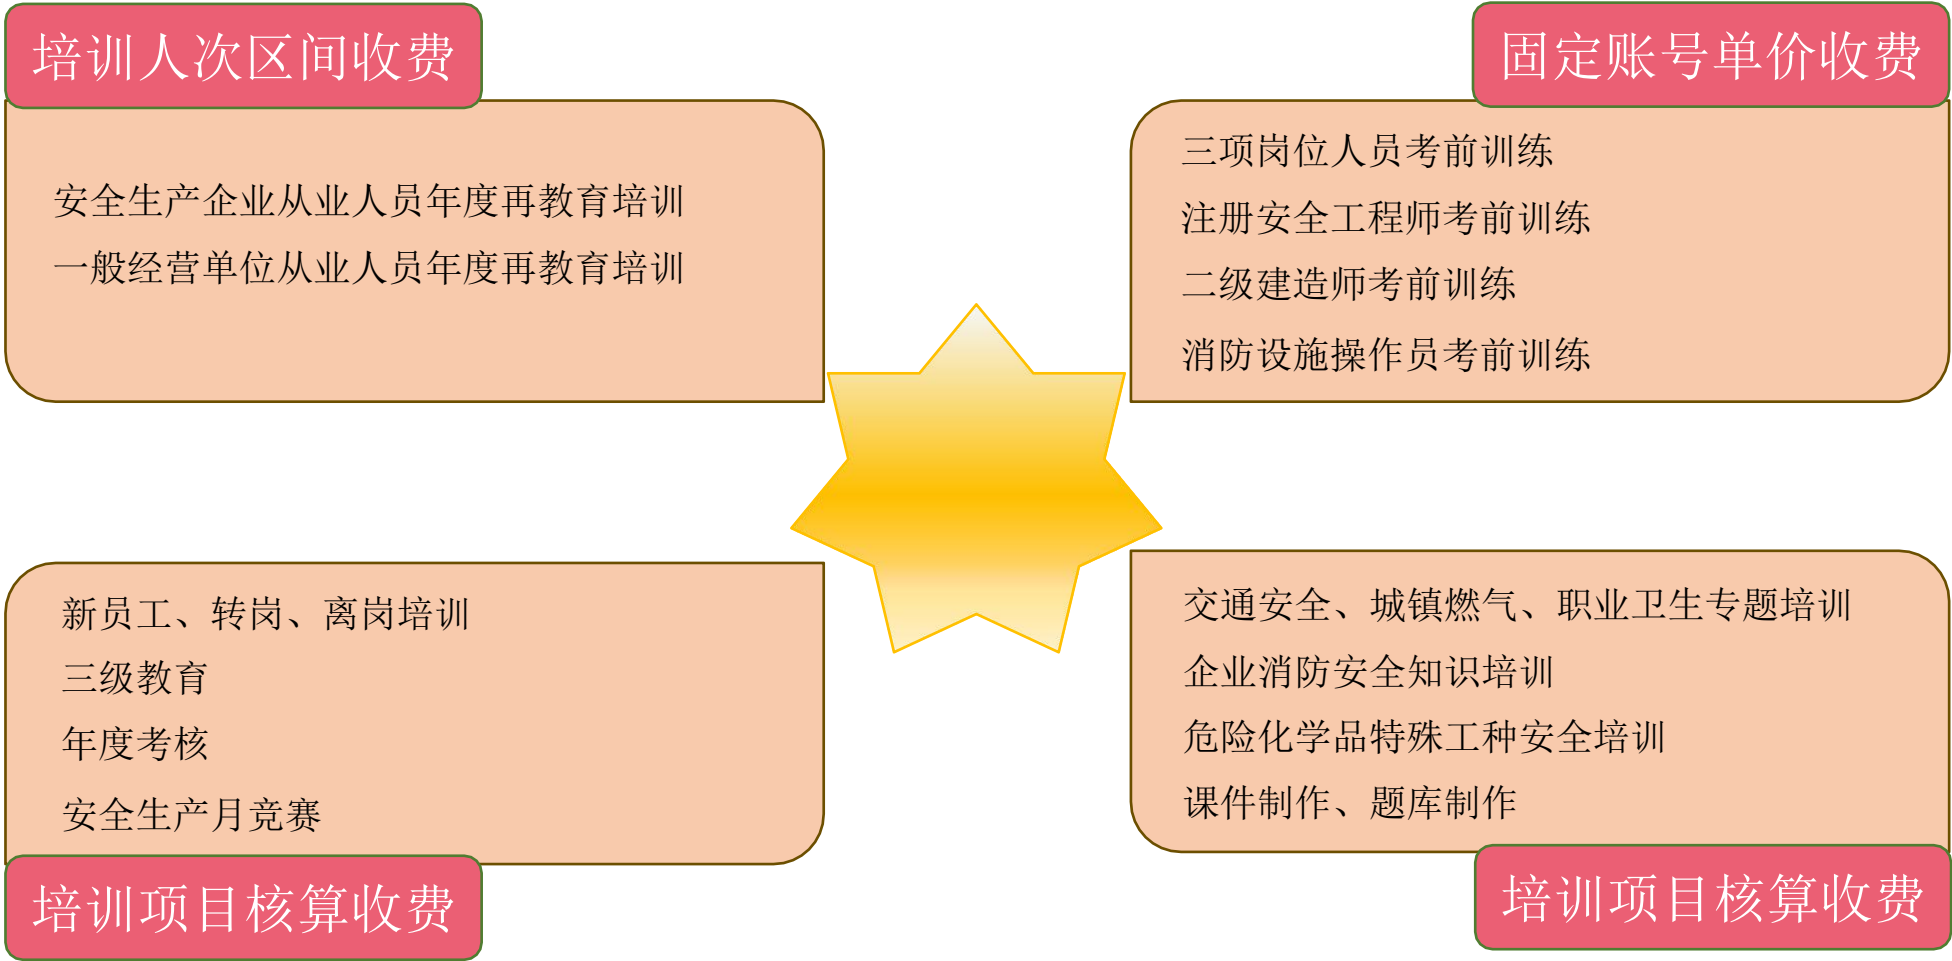 培训人次区间收费
安全生产企业从业人员年度再教育培训
一般经营单位从业人员年度再教育培训
固定账号单价收费
三项岗位人员考前训练
注册安全工程师考前训练
二级建造师考前训练
消防设施操作员考前训练
新员工、转岗、离岗培训
三级教育
年度考核
安全生产月竞赛
培训项目核算收费
交通安全、城镇燃气、职业卫生专题培训
企业消防安全知识培训
危险化学品特殊工种安全培训
课件制作、题库制作
培训项目核算收费